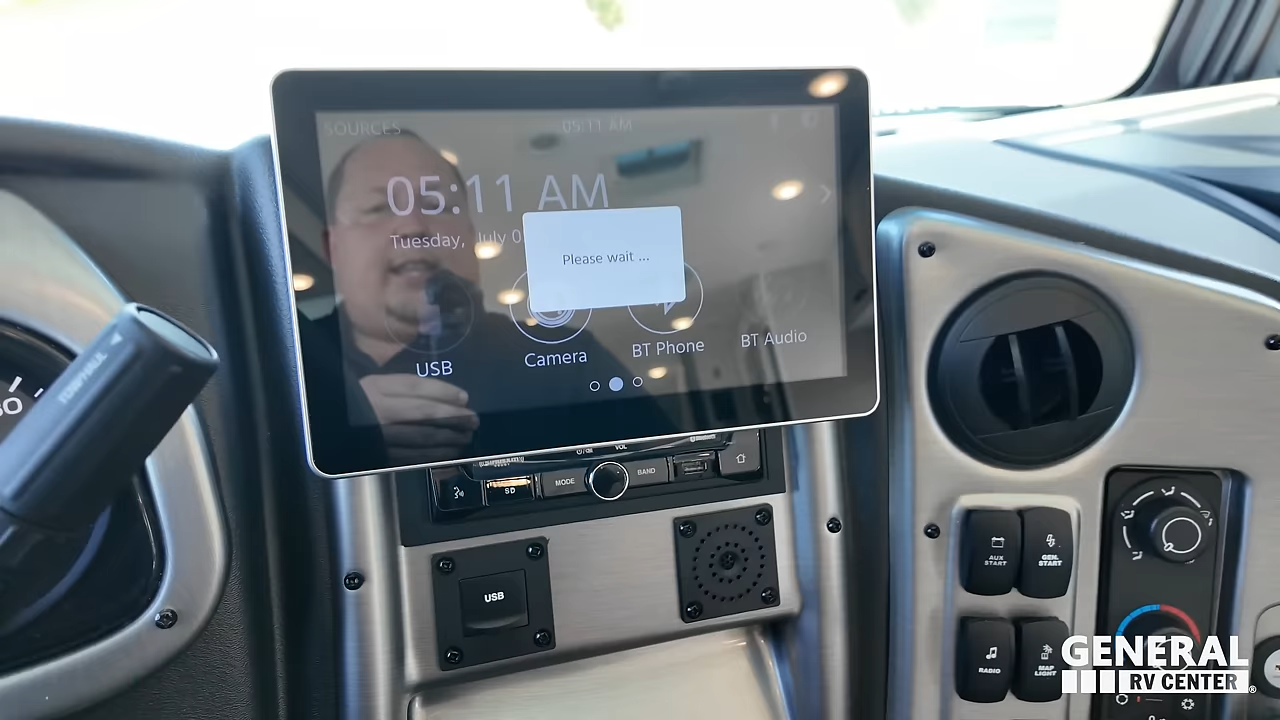 SOURCES 05:11 AM
05:11 AM
Tuesday, July 0
Please wait ...
USB Camera BT Phone BT Audio
VOL
SD MODE BAND
USB
AUX START
GEN. START
RADIO
MAP LIGHT
GENERAL
RV CENTER